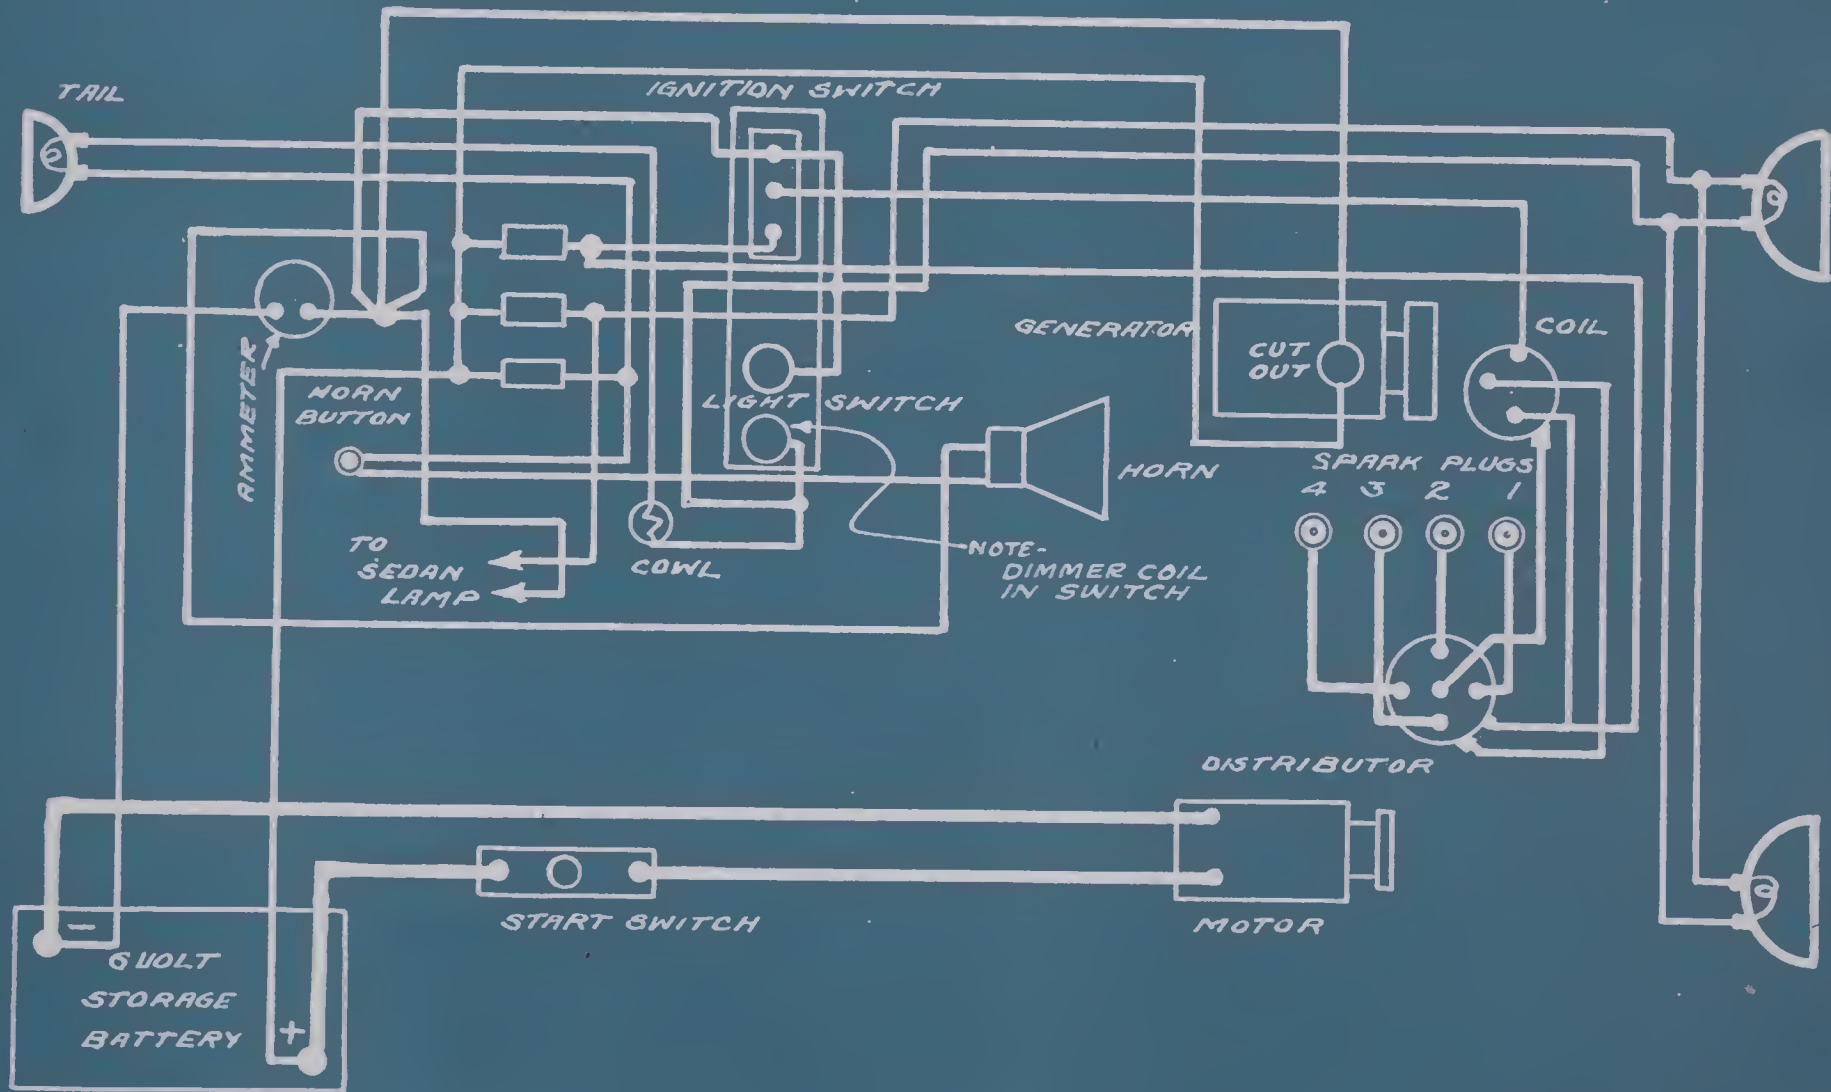 TAIL
IGNITION SWITCH
GENERATOR
CUT
OUT
COIL
AMMETER
HORN
BUTTON
LIGHT SWITCH
HORN
SPARK PLUGS
4 3 2 1
TO
SEDAN
LAMP
COWL
NOTE-
DIMMER COIL
IN SWITCH
DISTRIBUTOR
START SWITCH
MOTOR
-
6 VOLT
STORAGE
BATTERY
+